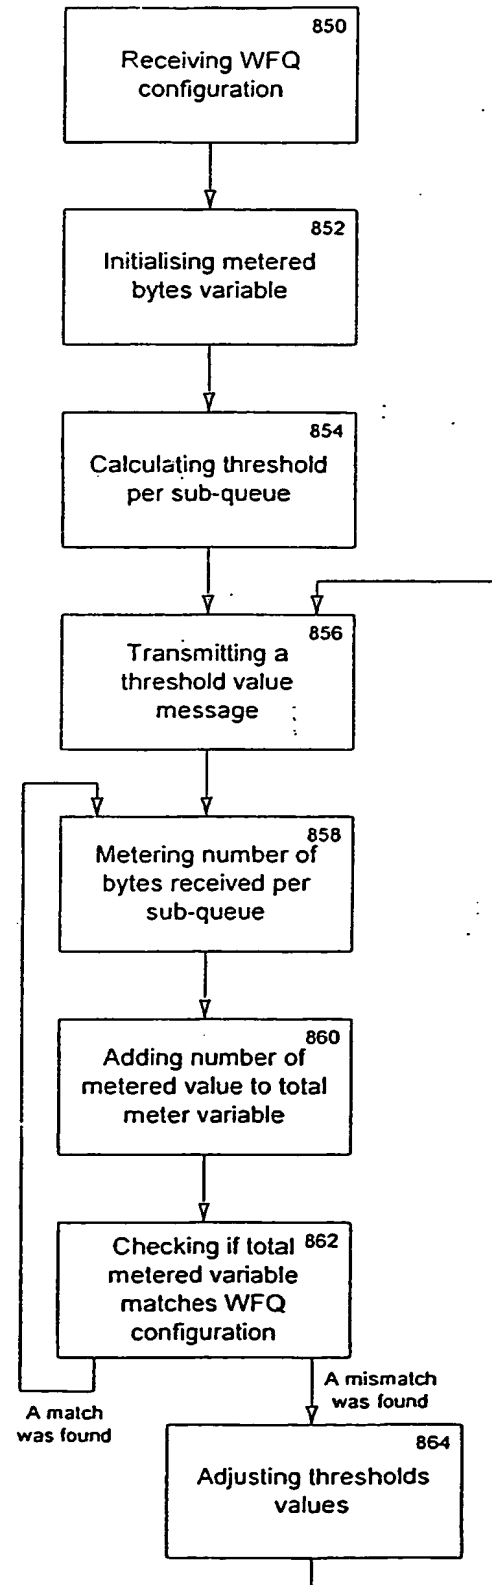 850
Receiving WFQ
configuration
852
Initialising metered
bytes variable
854
Calculating threshold
per sub-queue
856
Transmitting a
threshold value
message
858
Metering number of
bytes received per
sub-queue
860
Adding number of
metered value to total
meter variable
862
Checking if total
metered variable
matches WFQ
configuration
A match
was found
A mismatch
was found
864
Adjusting thresholds
values